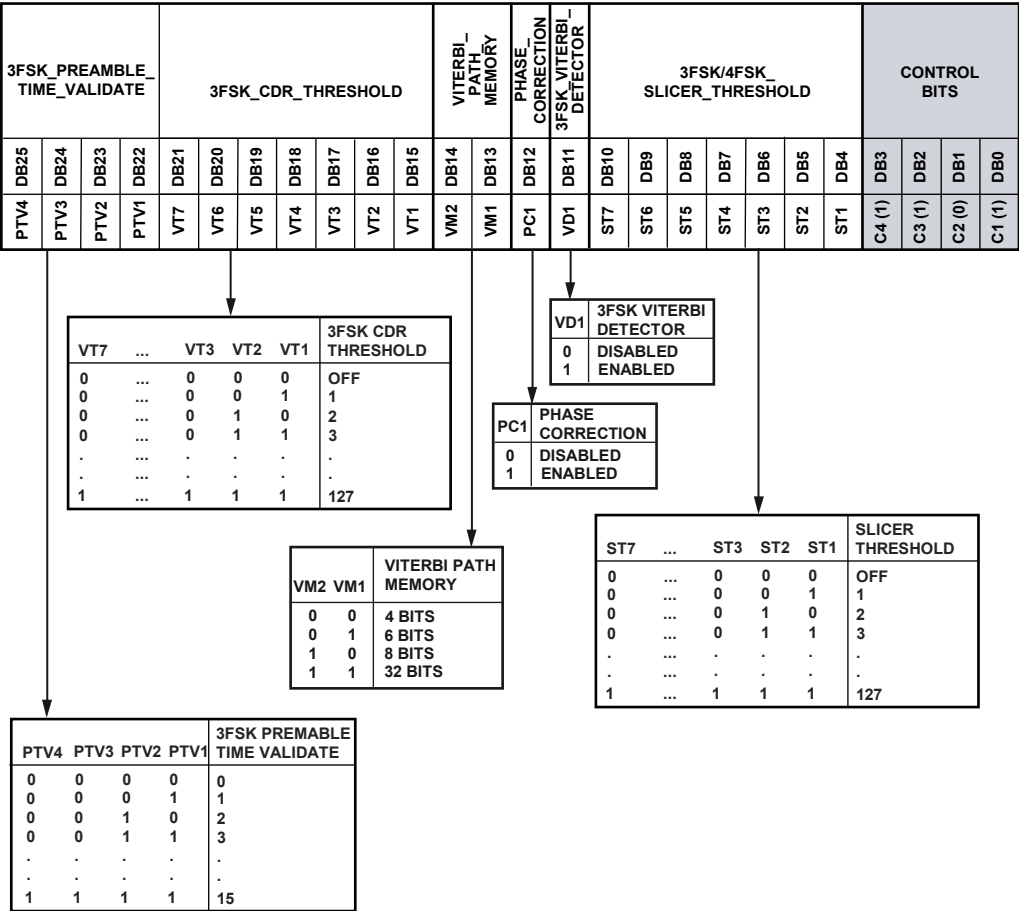 3FSK_PREAMBLE_
TIME_VALIDATE
3FSK_CDR_THRESHOLD
VITERBI_
PATH_
MEMORY
PHASE_
CORRECTION
3FSK_VITERBI_
DETECTOR
3FSK/4FSK_
SLICER_THRESHOLD
CONTROL
BITS
DB25 DB24 DB23 DB22 DB21 DB20 DB19 DB18 DB17 DB16 DB15 DB14 DB13 DB12 DB11 DB10 DB9 DB8 DB7 DB6 DB5 DB4 DB3 DB2 DB1 DB0
PTV4 PTV3 PTV2 PTV1 VT7 VT6 VT5 VT4 VT3 VT2 VT1 VM2 VM1 PC1 VD1 ST7 ST6 ST5 ST4 ST3 ST2 ST1 C4 (1) C3 (1) C2 (0) C1 (1)
VD1 3FSK VITERBI
DETECTOR
0 DISABLED
1 ENABLED
VT7 ... VT3 VT2 VT1 3FSK CDR
THRESHOLD
0 ... 0 0 0 OFF
0 ... 0 0 1 1
0 ... 0 1 0 2
0 ... 0 1 1 3
. ... . . . .
. ... . . . .
1 ... 1 1 1 127
PC1 PHASE
CORRECTION
0 DISABLED
1 ENABLED
ST7 ... ST3 ST2 ST1 SLICER
THRESHOLD
0 ... 0 0 0 OFF
0 ... 0 0 1 1
0 ... 0 1 0 2
0 ... 0 1 1 3
. ... . . . .
. ... . . . .
1 ... 1 1 1 127
VM2 VM1 VITERBI PATH
MEMORY
0 0 4 BITS
0 1 6 BITS
1 0 8 BITS
1 1 32 BITS
PTV4 PTV3 PTV2 PTV1 3FSK PREMABLE
TIME VALIDATE
0 0 0 0 0
0 0 0 1 1
0 0 1 0 2
0 0 1 1 3
. . . . .
. . . . .
1 1 1 1 15